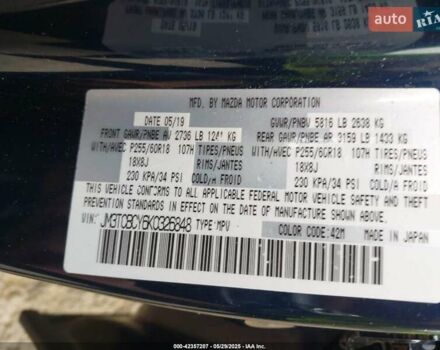 RIA
MFD. BY MAZDA MOTOR CORPORATION
DATE 05/19
GVWR/PNBV 5816 LB 2638 KG
FRONT GAWR/PNBE AV 2736 LB 1241 KG
REAR GAWR/PNBE AR 3159 LB 1433 KG
WITH/AVEC P255/60R18 107H TIRES/PNEUS
WITH/AVEC P255/60R18 107H TIRES/PNEUS
18X8J RIMS/JANTES
18X8J RIMS/JANTES
230 KPA/34 PSI COLD/A FROID
230 KPA/34 PSI COLD/A FROID
THIS VEHICLE CONFORMS TO ALL APPLICABLE FEDERAL MOTOR VEHICLE SAFETY, BUMPER, AND THEFT
PREVENTION STANDARDS IN EFFECT ON THE DATE OF MANUFACTURE SHOWN ABOVE.
VIN: JM3TCBCY6K0326848 TYPE:MPV
COLOR CODE: 42M
MADE IN JAPAN
000-42357207 - 05/29/2025 - IAA Inc.